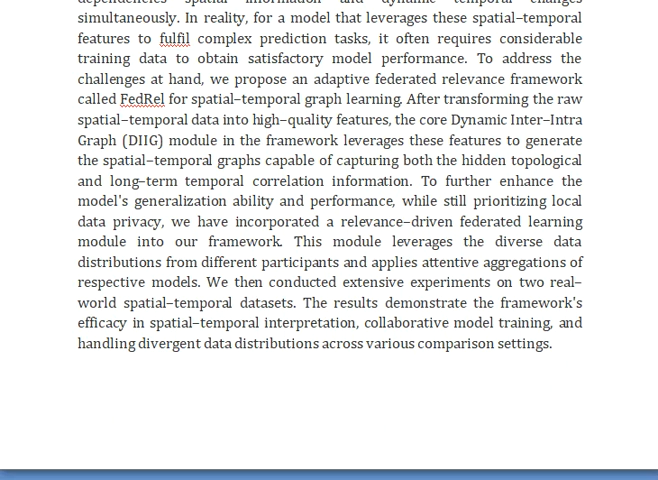 dependencies spatial information and dynamic temporal changes
simultaneously. In reality, for a model that leverages these spatial–temporal
features to fulfil complex prediction tasks, it often requires considerable
training data to obtain satisfactory model performance. To address the
challenges at hand, we propose an adaptive federated relevance framework
called FedRel for spatial–temporal graph learning. After transforming the raw
spatial–temporal data into high–quality features, the core Dynamic Inter–Intra
Graph (DIIG) module in the framework leverages these features to generate
the spatial–temporal graphs capable of capturing both the hidden topological
and long–term temporal correlation information. To further enhance the
model's generalization ability and performance, while still prioritizing local
data privacy, we have incorporated a relevance–driven federated learning
module into our framework. This module leverages the diverse data
distributions from different participants and applies attentive aggregations of
respective models. We then conducted extensive experiments on two real–
world spatial–temporal datasets. The results demonstrate the framework's
efficacy in spatial–temporal interpretation, collaborative model training, and
handling divergent data distributions across various comparison settings.